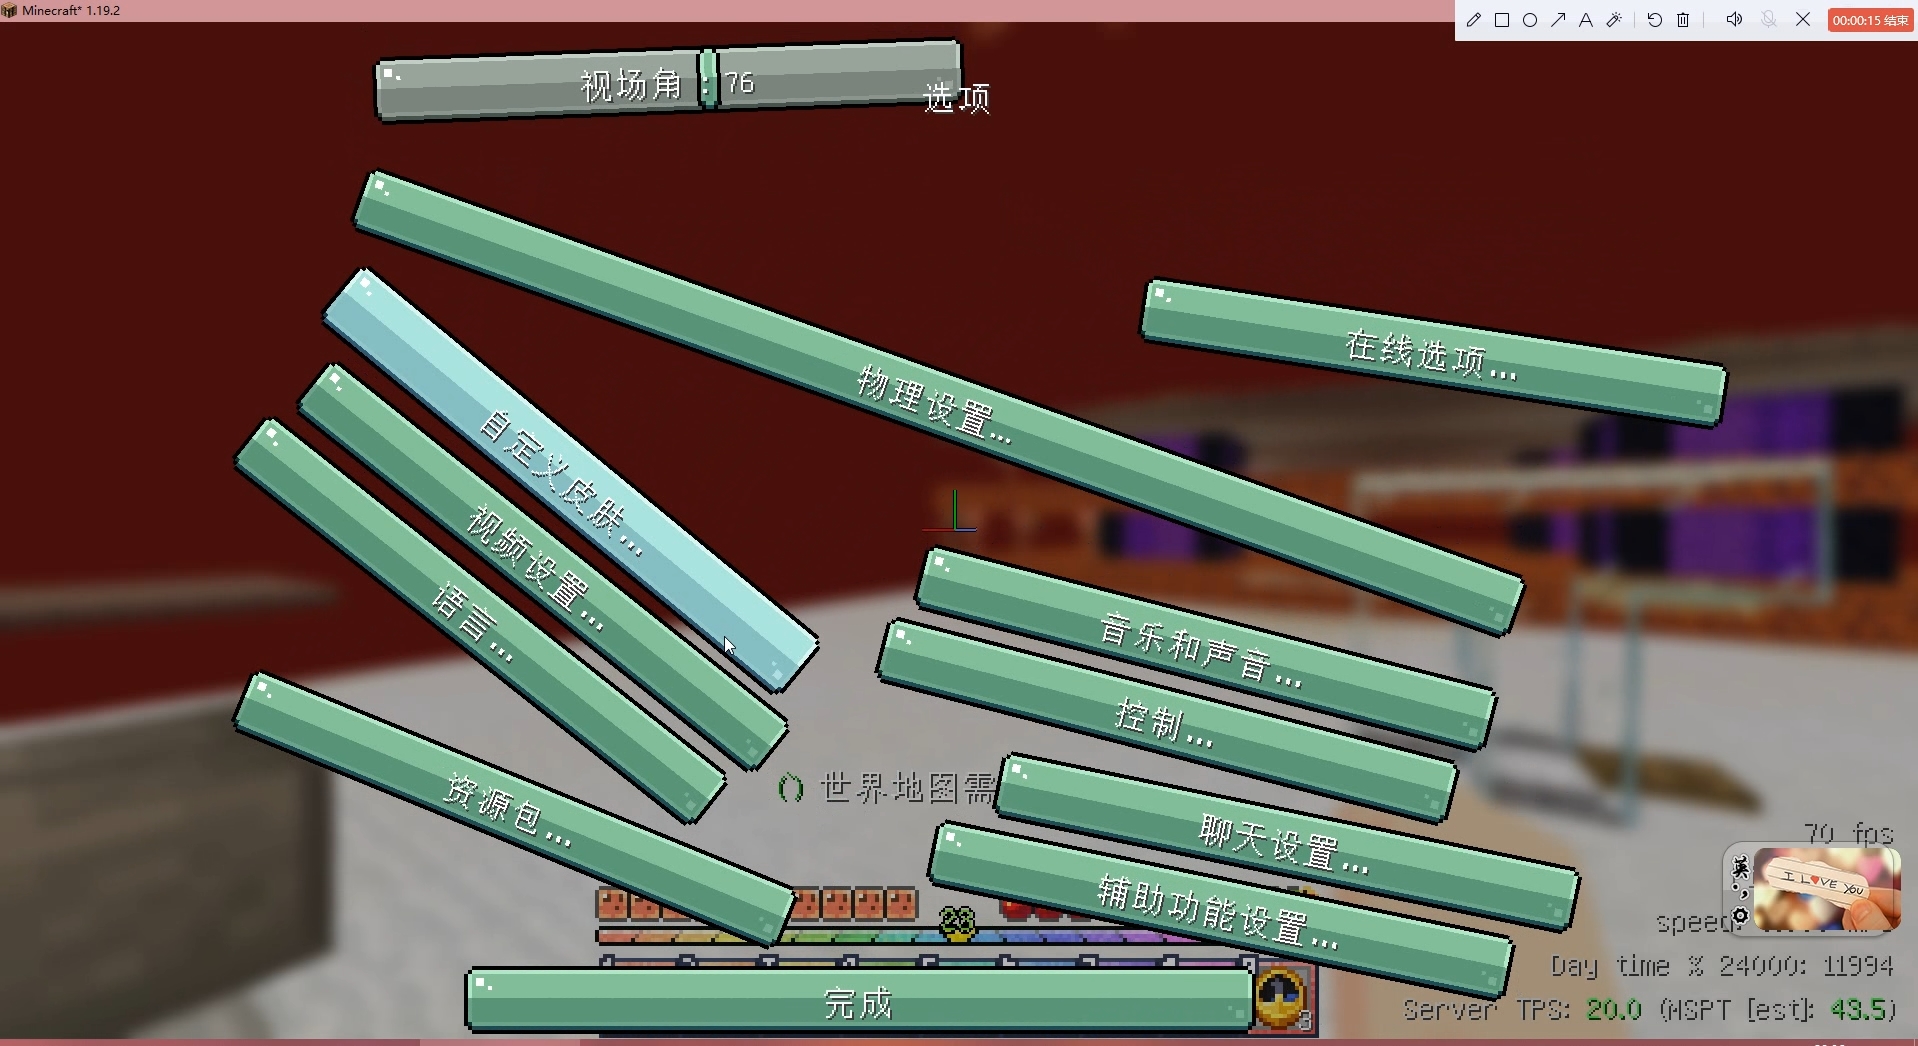 Minecraft* 1.19.2
00:00:15 结束
视场角: 76
选项
物理设置...
在线选项...
自定义皮肤...
视频设置...
语言...
资源包...
音乐和声音...
控制...
聊天设置...
辅助功能设置...
世界地图需
70 fps
英
I L♥VE YOU
speed:
Day time % 24000: 11994
Server TPS: 20.0 (MSPT [est]: 43.5)
完成
3